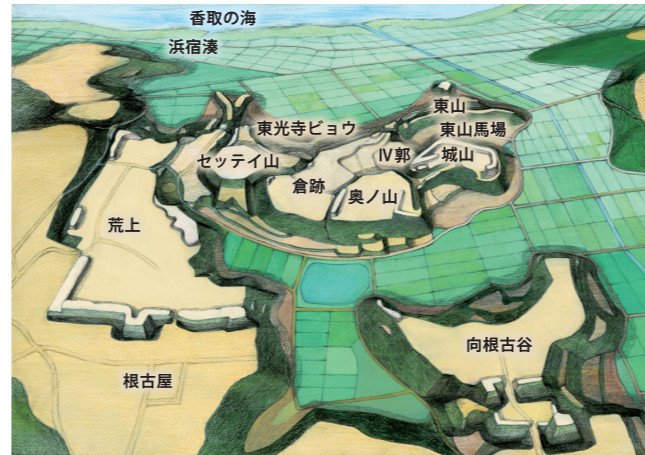 香取の海
浜宿湊
東山
東光寺ビョウ
東山馬場
セッテイ山
Ⅳ郭
城山
倉跡
奥ノ山
荒上
向根古谷
根古屋